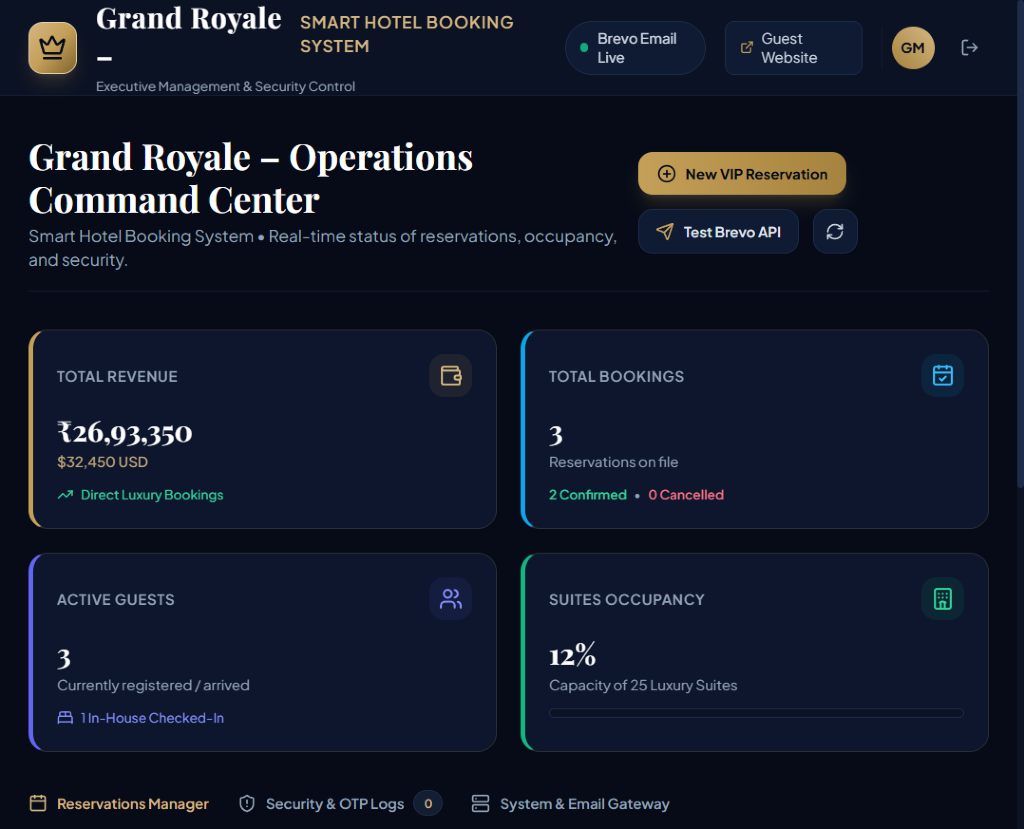 Grand Royale
–
SMART HOTEL BOOKING
SYSTEM
Executive Management & Security Control
Brevo Email
Live
Guest
Website
GM
Grand Royale – Operations
Command Center
Smart Hotel Booking System • Real-time status of reservations, occupancy,
and security.
New VIP Reservation
Test Brevo API
TOTAL REVENUE
₹26,93,350
$32,450 USD
Direct Luxury Bookings
TOTAL BOOKINGS
3
Reservations on file
2 Confirmed • 0 Cancelled
ACTIVE GUESTS
3
Currently registered / arrived
1 In-House Checked-In
SUITES OCCUPANCY
12%
Capacity of 25 Luxury Suites
Reservations Manager
Security & OTP Logs 0
System & Email Gateway